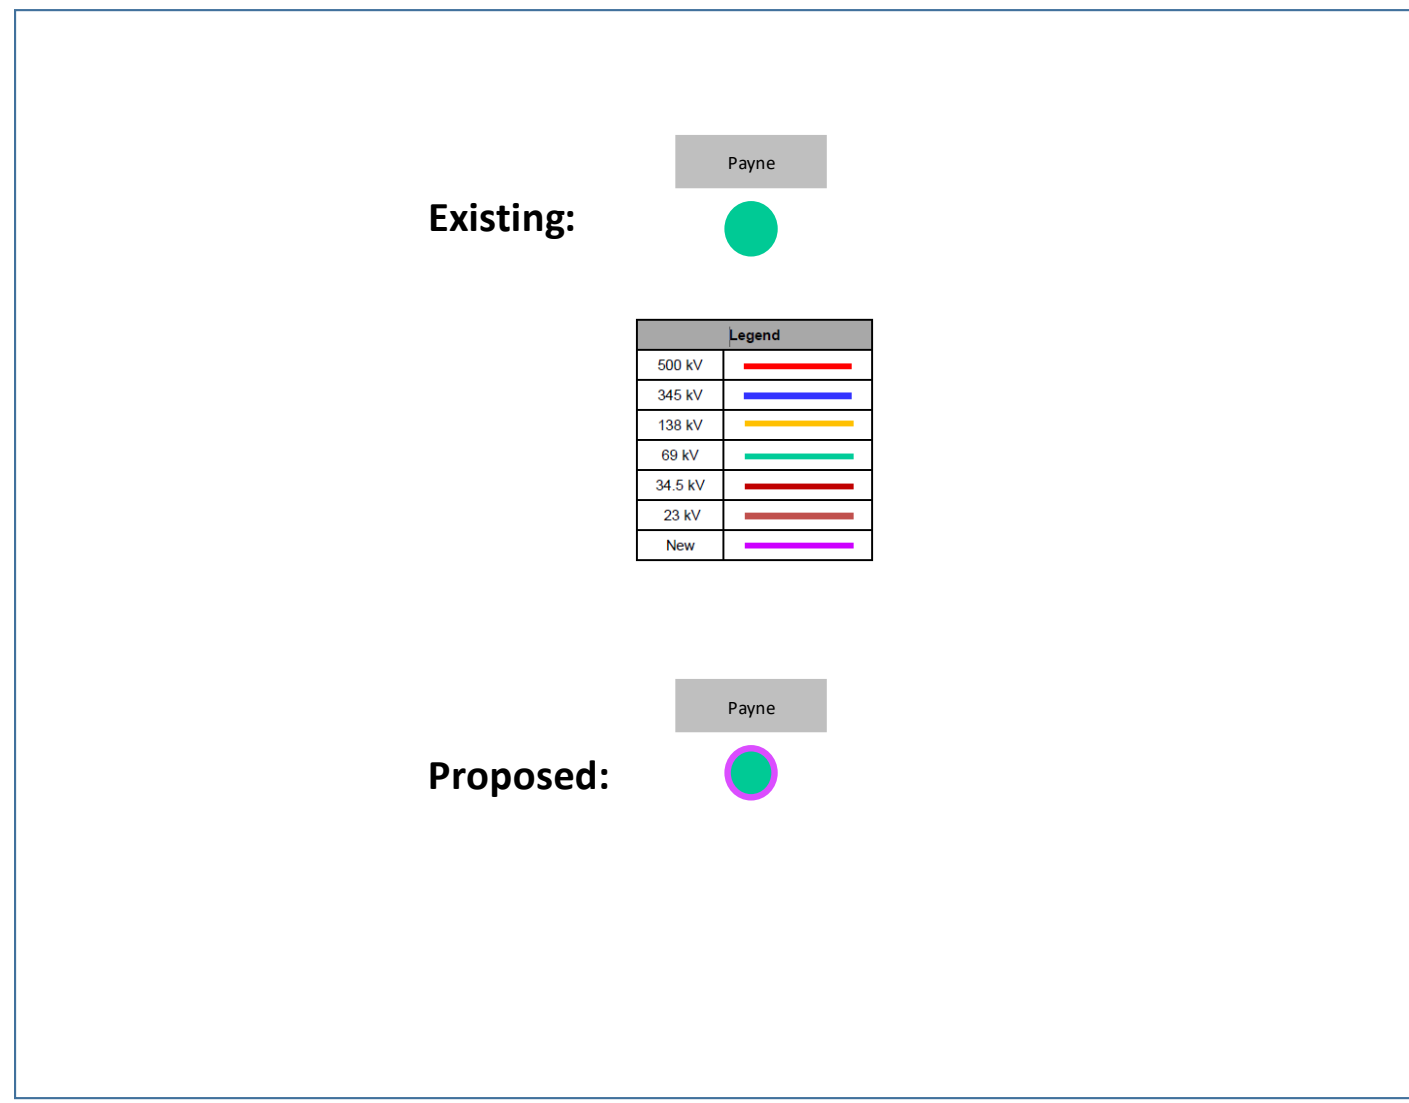 Payne
Existing:
Legend
500 kV
345 kV
138 kV
69 kV
34.5 kV
23 kV
New
Payne
Proposed: